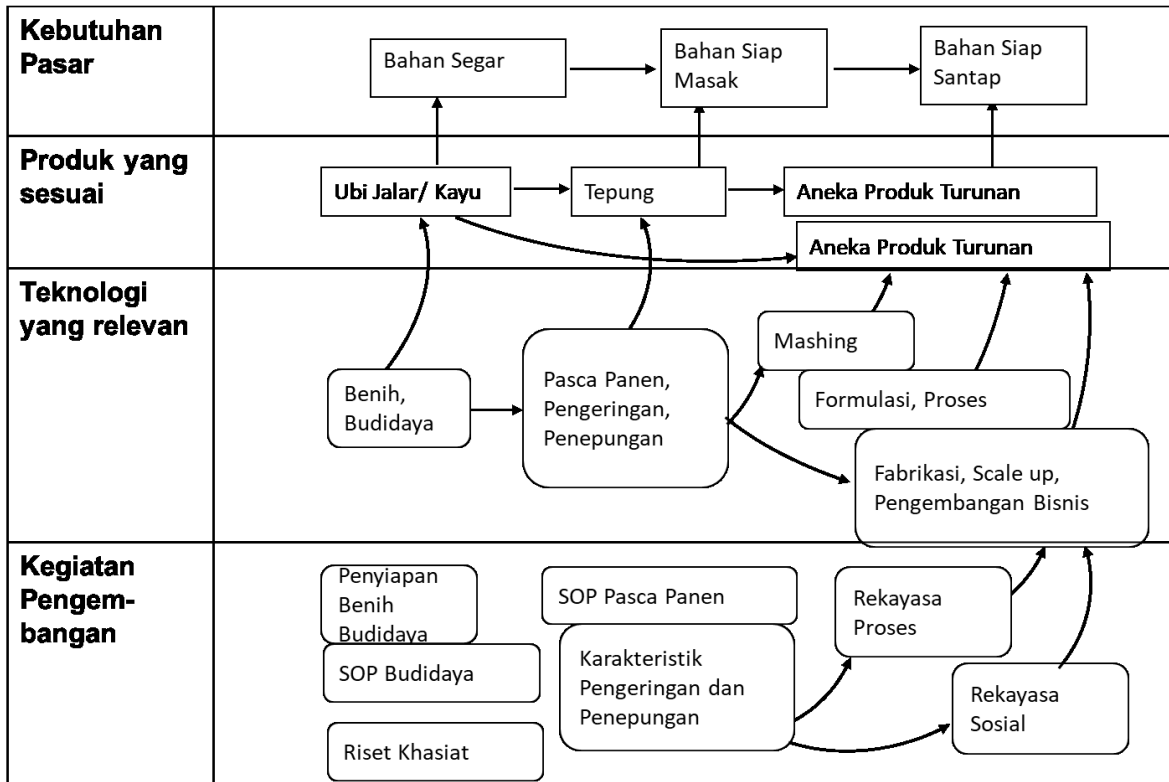 Kebutuhan
Pasar
Bahan Segar
Bahan Siap
Masak
Bahan Siap
Santap
Produk yang
sesuai
Ubi Jalar/ Kayu
Tepung
Aneka Produk Turunan
Aneka Produk Turunan
Teknologi
yang relevan
Benih,
Budidaya
Pasca Panen,
Pengeringan,
Penepungan
Mashing
Formulasi, Proses
Fabrikasi, Scale up,
Pengembangan Bisnis
Kegiatan
Pengem-
bangan
Penyiapan
Benih
Budidaya
SOP Budidaya
Riset Khasiat
SOP Pasca Panen
Karakteristik
Pengeringan dan
Penepungan
Rekayasa
Proses
Rekayasa
Sosial